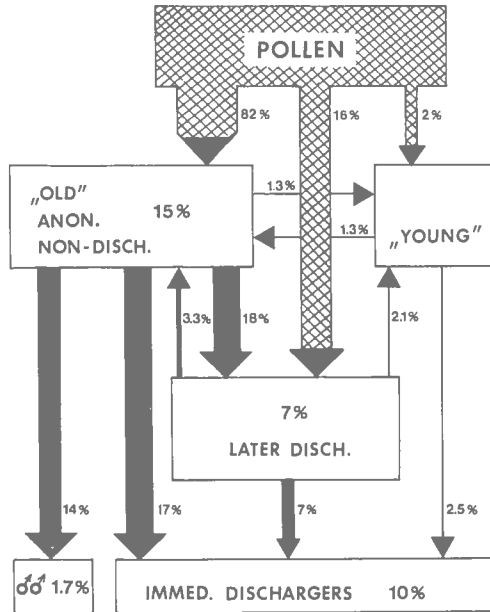 POLLEN
82% 16% 2%
„OLD"
ANON. 15%
NON-DISCH.
1.3%
1.3%
„YOUNG"
3.3% 18% 2.1%
7%
LATER DISCH.
14% 17% 7% 2.5%
♂♂ 1.7%
IMMED. DISCHARGERS 10%